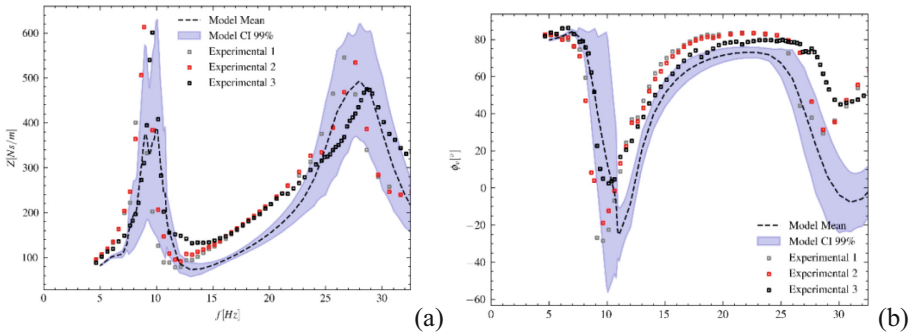 Model Mean
Model CI 99%
Experimental 1
Experimental 2
Experimental 3
600
500
400
300
200
100
Z[Ns/m]
0
5
10
15
20
25
30
f[Hz]
(a)
80
60
40
20
0
−20
−40
−60
Model Mean
Model CI 99%
Experimental 1
Experimental 2
Experimental 3
0
5
10
15
20
25
30
(b)